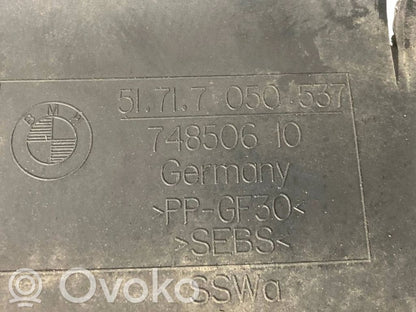 BMW
51.71.7 050 537
748506 10
Germany
>PP-GF30<
>SEBS<
SSWa
© Ovoko